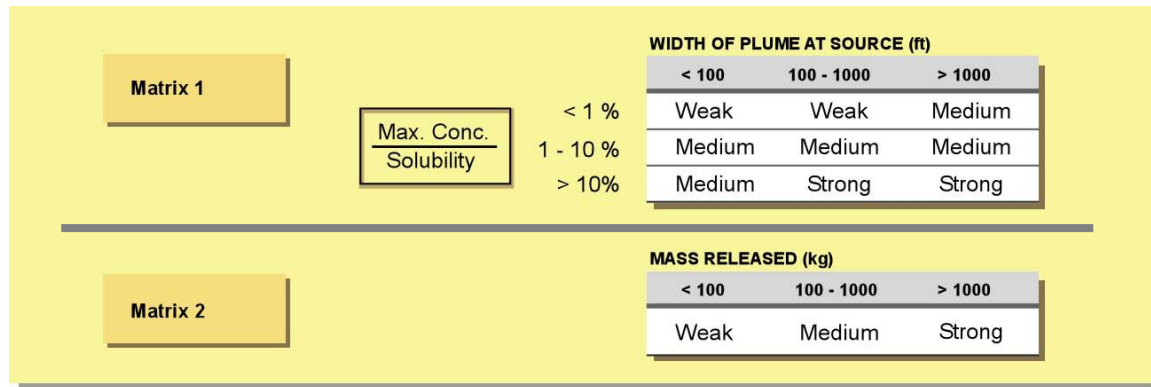 WIDTH OF PLUME AT SOURCE (ft)
Matrix 1
< 100 100 - 1000 > 1000
Max. Conc.
Solubility
< 1 % Weak Weak Medium
1 - 10 % Medium Medium Medium
> 10% Medium Strong Strong
MASS RELEASED (kg)
Matrix 2
< 100 100 - 1000 > 1000
Weak Medium Strong